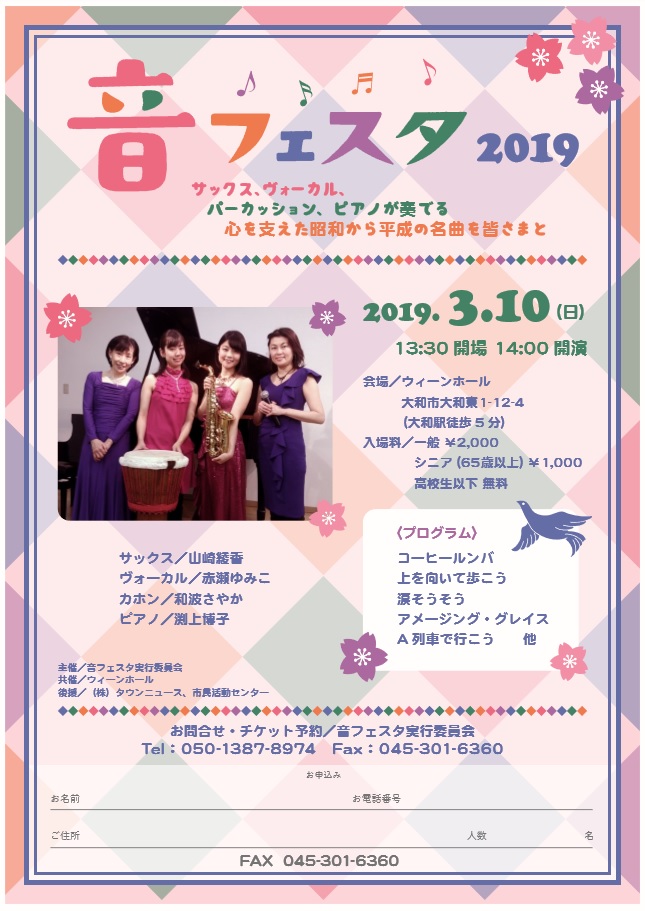 音フェスタ 2019
サックス、ヴォーカル、
パーカッション、ピアノが奏でる
心を支えた昭和から平成の名曲を皆さまと
2019. 3.10 (日)
13:30 開場 14:00 開演
会場／ウィーンホール
大和市大和東1-12-4
(大和駅徒歩5分)
入場料／一般 ￥2,000
シニア (65歳以上) ￥1,000
高校生以下 無料
〈プログラム〉
コーヒールンバ
上を向いて歩こう
涙そうそう
アメージング・グレイス
A 列車で行こう　他
サックス／山崎綾香
ヴォーカル／赤瀬ゆみこ
カホン／和波さやか
ピアノ／渕上博子
主催／音フェスタ実行委員会
共催／ウィーンホール
後援／（株）タウンニュース、市民活動センター
お問合せ・チケット予約／音フェスタ実行委員会
Tel：050-1387-8974　Fax：045-301-6360
お申込み
お名前　お電話番号
ご住所　人数　名
FAX 045-301-6360